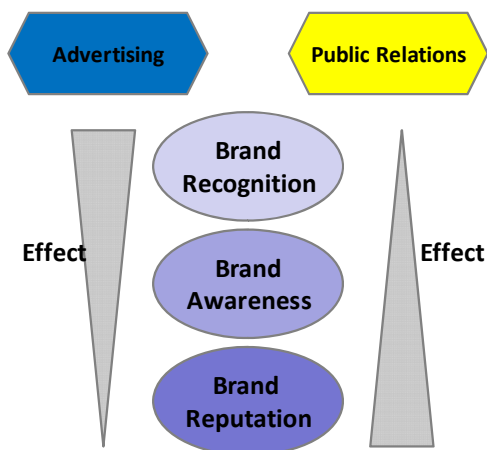 Advertising
Public Relations
Brand
Recognition
Effect
Effect
Brand
Awareness
Brand
Reputation